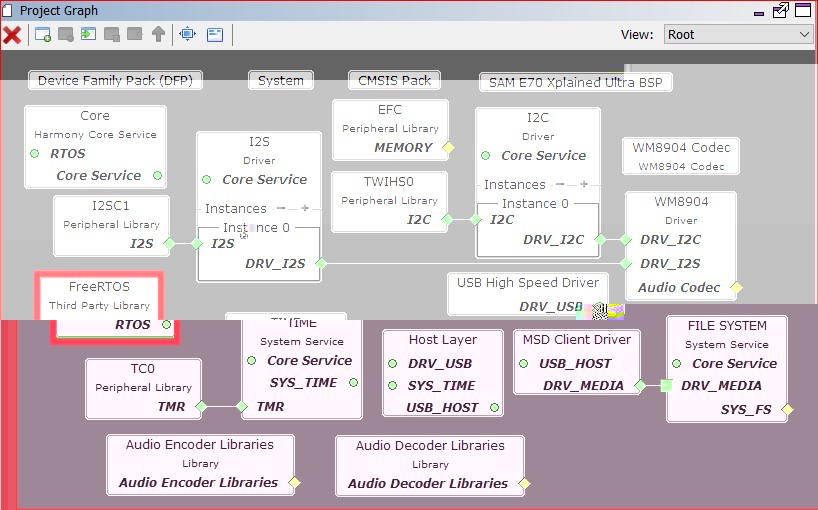 Project Graph
View: Root
Device Family Pack (DFP)
System
CMSIS Pack
SAM E70 Xplained Ultra BSP
Core
Harmony Core Service
RTOS
Core Service
I2S
Driver
Core Service
Instances
Instance 0
I2S
DRV_I2S
EFC
Peripheral Library
MEMORY
I2C
Driver
Core Service
Instances
Instance 0
I2C
DRV_I2C
WM8904 Codec
WM8904 Codec
I2SC1
Peripheral Library
I2S
TWIHS0
Peripheral Library
I2C
WM8904
Driver
DRV_I2C
DRV_I2S
Audio Codec
FreeRTOS
Third Party Library
RTOS
USB High Speed Driver
DRV_USB
TIME
System Service
Core Service
SYS_TIME
TMR
TC0
Peripheral Library
TMR
Host Layer
DRV_USB
SYS_TIME
USB_HOST
MSD Client Driver
USB_HOST
DRV_MEDIA
FILE SYSTEM
System Service
Core Service
DRV_MEDIA
SYS_FS
Audio Encoder Libraries
Library
Audio Encoder Libraries
Audio Decoder Libraries
Library
Audio Decoder Libraries